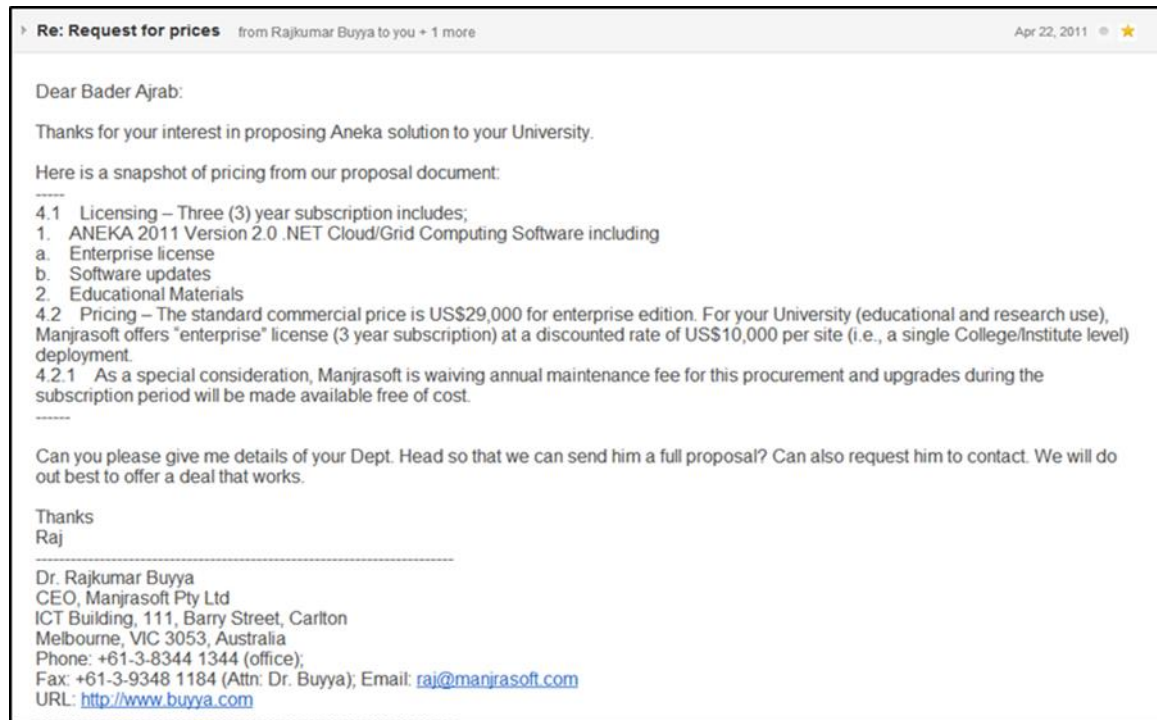 Re: Request for prices from Rajkumar Buyya to you + 1 more Apr 22, 2011
Dear Bader Ajrab:
Thanks for your interest in proposing Aneka solution to your University.
Here is a snapshot of pricing from our proposal document:
-----
4.1 Licensing – Three (3) year subscription includes;
1. ANEKA 2011 Version 2.0 .NET Cloud/Grid Computing Software including
a. Enterprise license
b. Software updates
2. Educational Materials
4.2 Pricing – The standard commercial price is US$29,000 for enterprise edition. For your University (educational and research use),
Manjrasoft offers “enterprise” license (3 year subscription) at a discounted rate of US$10,000 per site (i.e., a single College/Institute level)
deployment.
4.2.1 As a special consideration, Manjrasoft is waiving annual maintenance fee for this procurement and upgrades during the
subscription period will be made available free of cost.
------
Can you please give me details of your Dept. Head so that we can send him a full proposal? Can also request him to contact. We will do
out best to offer a deal that works.
Thanks
Raj
----------------------------------------------------------------------
Dr. Rajkumar Buyya
CEO, Manjrasoft Pty Ltd
ICT Building, 111, Barry Street, Carlton
Melbourne, VIC 3053, Australia
Phone: +61-3-8344 1344 (office);
Fax: +61-3-9348 1184 (Attn: Dr. Buyya); Email: raj@manjrasoft.com
URL: http://www.buyya.com